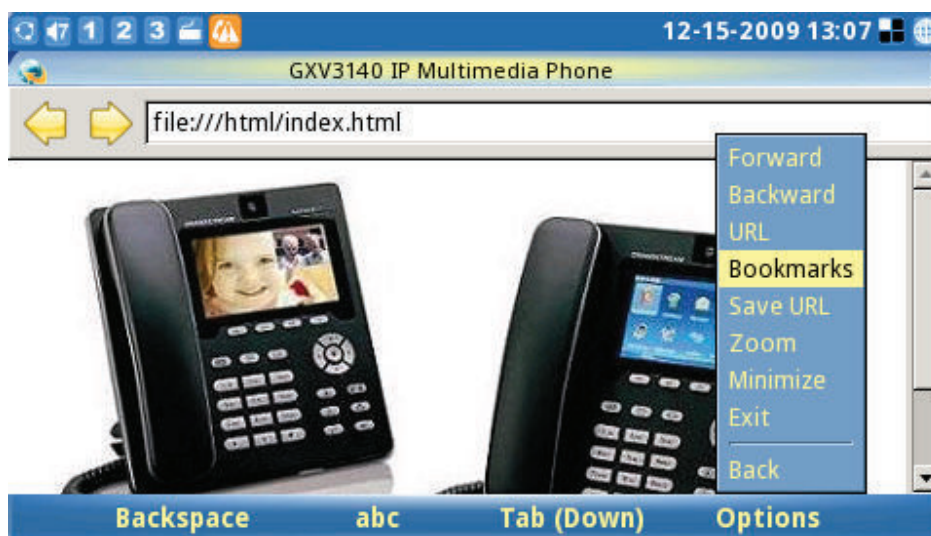 47 1 2 3 12-15-2009 13:07
GXV3140 IP Multimedia Phone
file:///html/index.html
Forward
Backward
URL
Bookmarks
Save URL
Zoom
Minimize
Exit
Back
Backspace abc Tab (Down) Options